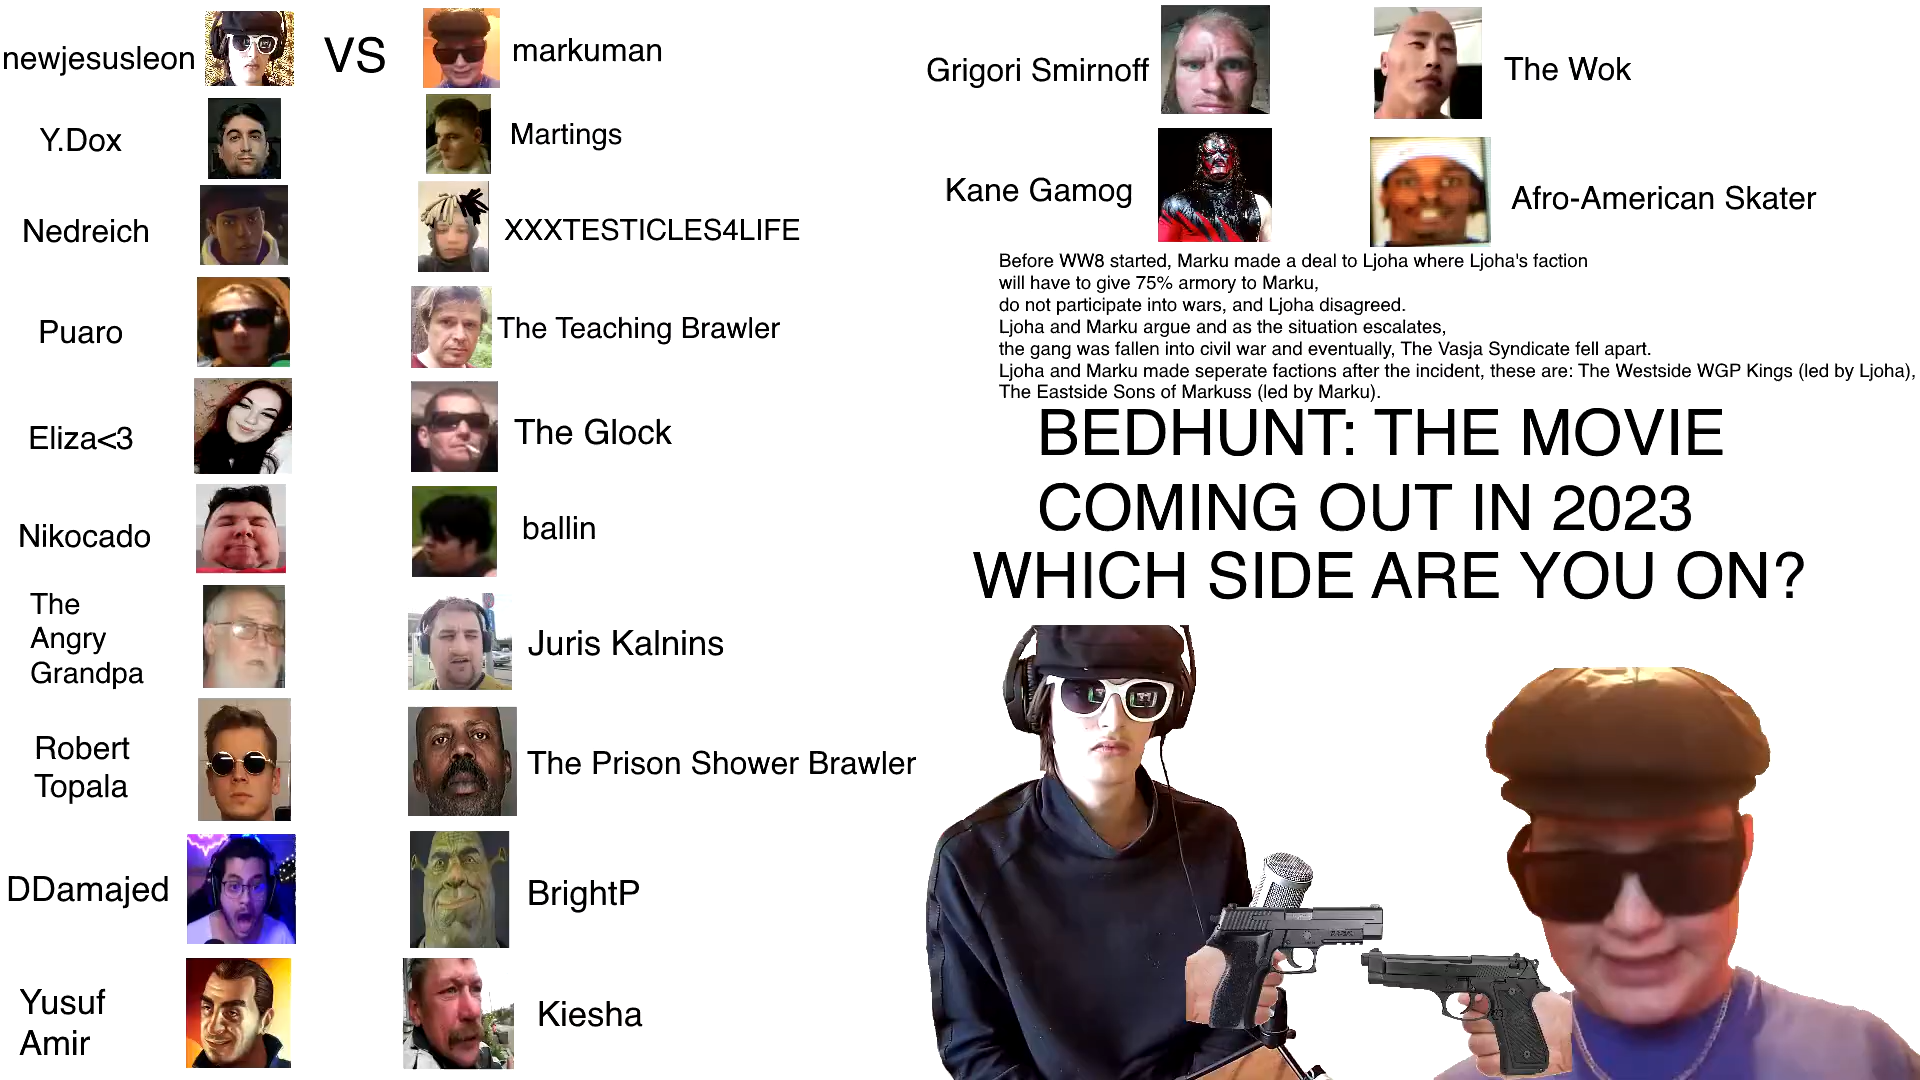 newjesusleon
VS
markuman
Y.Dox
Martings
Nedreich
XXXTESTICLES4LIFE
Puaro
The Teaching Brawler
Eliza<3
The Glock
Nikocado
ballin
The
Angry
Grandpa
Juris Kalnins
Robert
Topala
The Prison Shower Brawler
DDamajed
BrightP
Yusuf
Amir
Kiesha
Grigori Smirnoff
The Wok
Kane Gamog
Afro-American Skater
Before WW8 started, Marku made a deal to Ljoha where Ljoha's faction
will have to give 75% armory to Marku,
do not participate into wars, and Ljoha disagreed.
Ljoha and Marku argue and as the situation escalates,
the gang was fallen into civil war and eventually, The Vasja Syndicate fell apart.
Ljoha and Marku made seperate factions after the incident, these are: The Westside WGP Kings (led by Ljoha),
The Eastside Sons of Markuss (led by Marku).
BEDHUNT: THE MOVIE
COMING OUT IN 2023
WHICH SIDE ARE YOU ON?